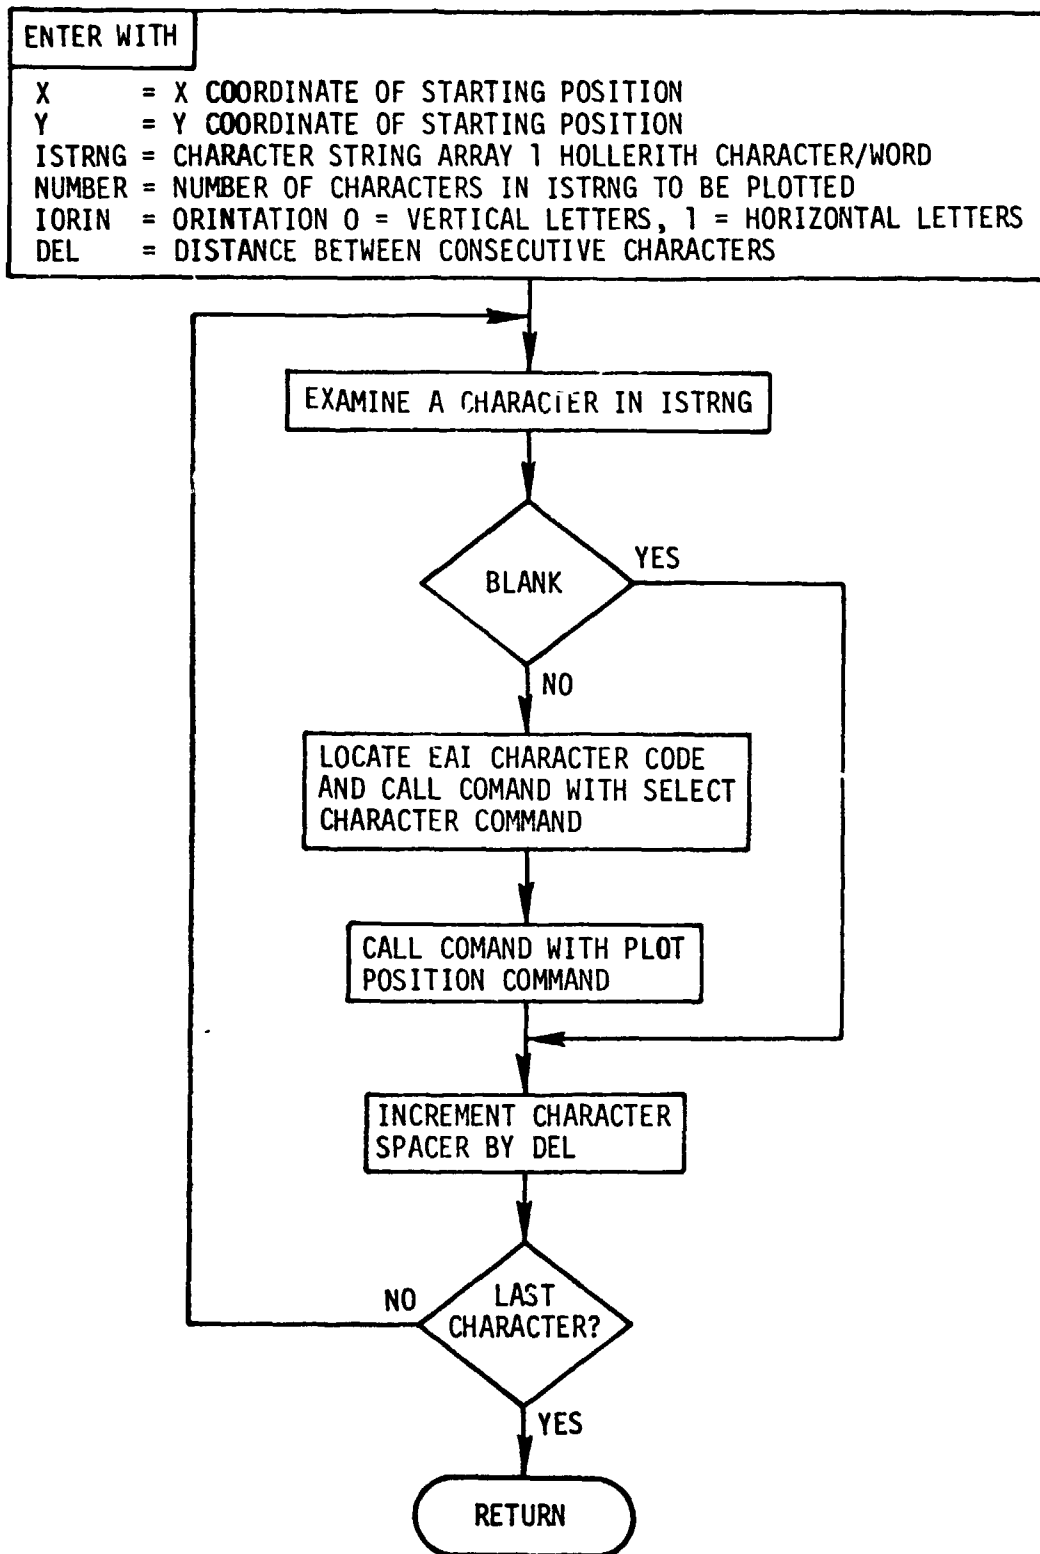 ENTER WITH
X = X COORDINATE OF STARTING POSITION
Y = Y COORDINATE OF STARTING POSITION
ISTRNG = CHARACTER STRING ARRAY 1 HOLLERITH CHARACTER/WORD
NUMBER = NUMBER OF CHARACTERS IN ISTRNG TO BE PLOTTED
IORIN = ORINTATION 0 = VERTICAL LETTERS, 1 = HORIZONTAL LETTERS
DEL = DISTANCE BETWEEN CONSECUTIVE CHARACTERS
EXAMINE A CHARACTER IN ISTRNG
BLANK
YES
NO
LOCATE EAI CHARACTER CODE
AND CALL COMAND WITH SELECT
CHARACTER COMMAND
CALL COMAND WITH PLOT
POSITION COMMAND
INCREMENT CHARACTER
SPACER BY DEL
NO
LAST
CHARACTER?
YES
RETURN